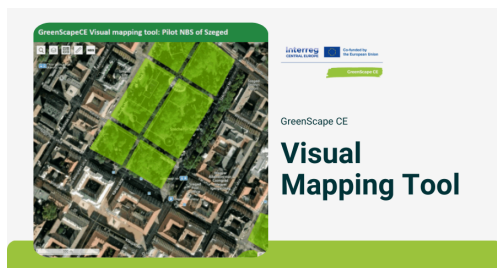 GreenScapeCE Visual mapping tool: Pilot NBS of Szeged
Interreg
CENTRAL EUROPE
Co-funded by
the European Union
GreenScape CE
GreenScape CE
Visual
Mapping Tool